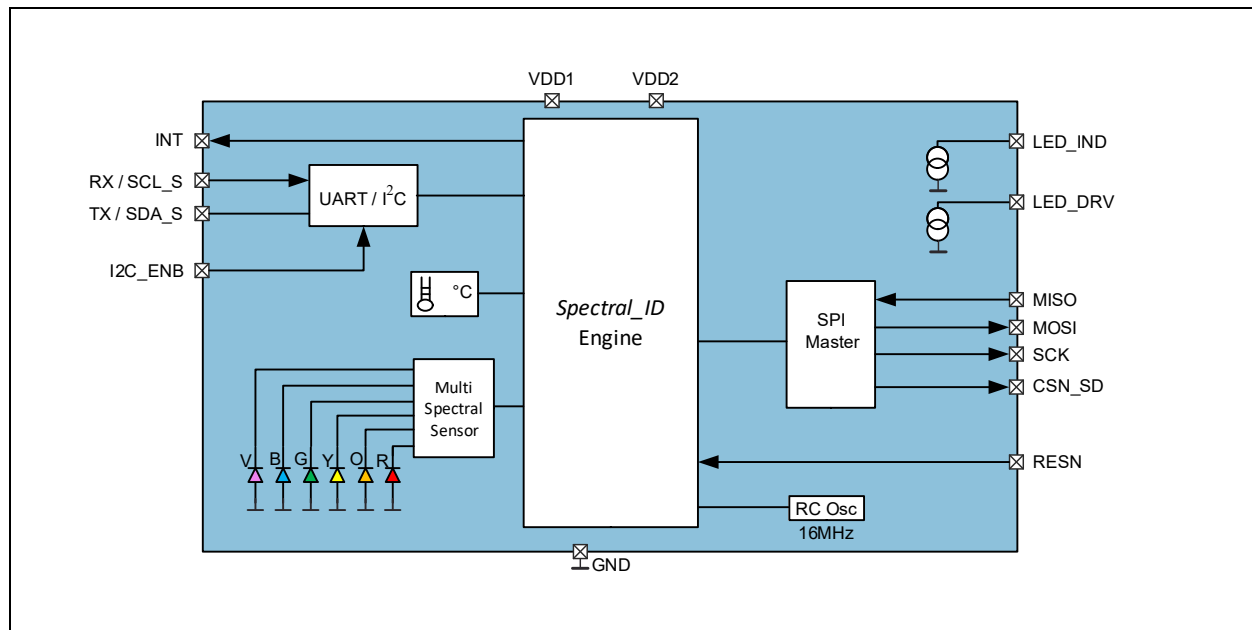 VDD1 VDD2
INT
RX / SCL_S
TX / SDA_S
I2C_ENB
UART / I²C
°C
Multi
Spectral
Sensor
V B G Y O R
Spectral_ID
Engine
SPI
Master
RC Osc
16MHz
LED_IND
LED_DRV
MISO
MOSI
SCK
CSN_SD
RESN
GND